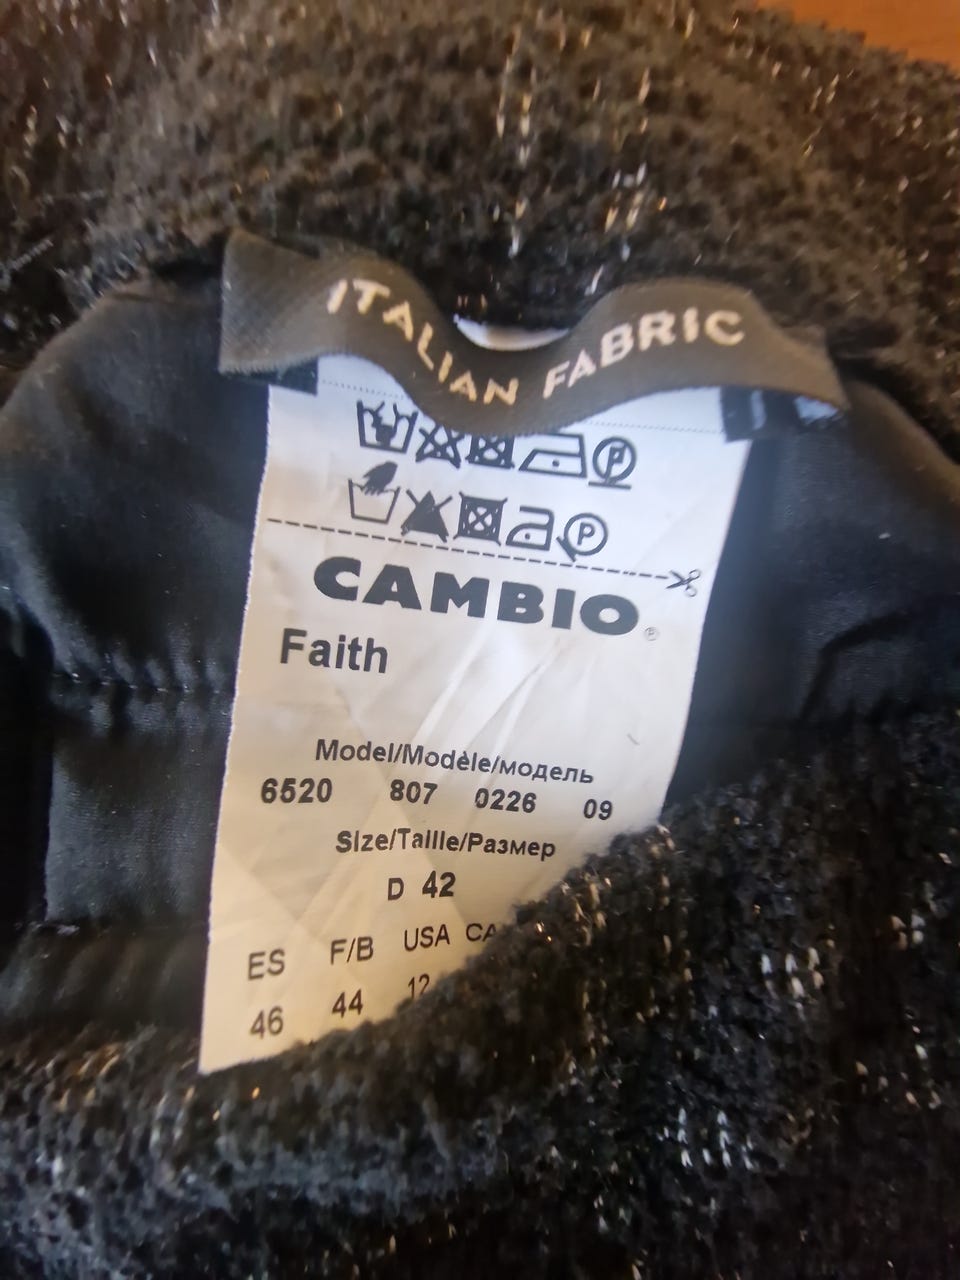 ITALIAN FABRIC
CAMBIO
Faith
Model/Modèle/модель
6520 807 0226 09
Size/Taille/Размер
D 42
ES F/B USA CA
46 44 12